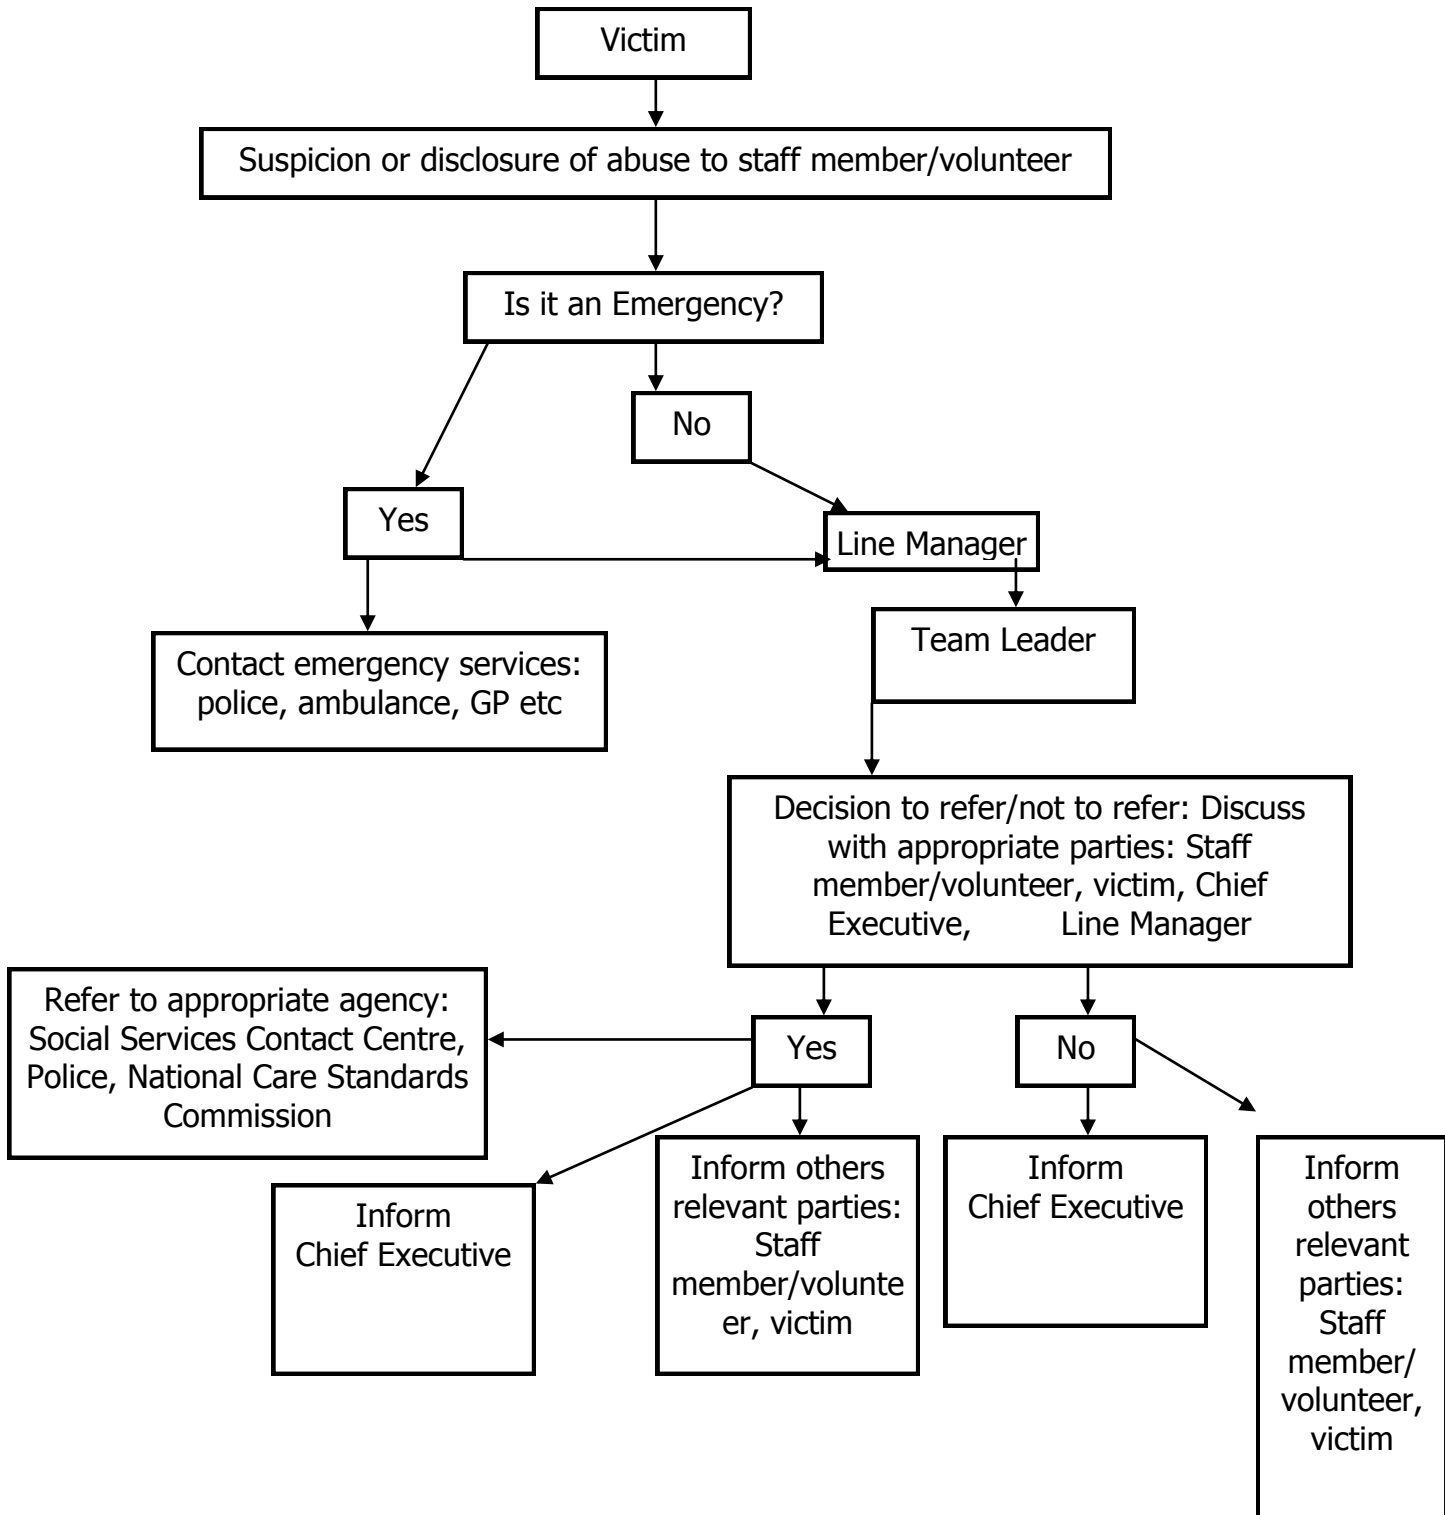 Victim
Suspicion or disclosure of abuse to staff member/volunteer
Is it an Emergency?
No
Yes
Line Manager
Contact emergency services:
police, ambulance, GP etc
Team Leader
Decision to refer/not to refer: Discuss
with appropriate parties: Staff
member/volunteer, victim, Chief
Executive, Line Manager
Refer to appropriate agency:
Social Services Contact Centre,
Police, National Care Standards
Commission
Yes
No
Inform
Chief Executive
Inform others
relevant parties:
Staff
member/volunte
er, victim
Inform
Chief Executive
Inform
others
relevant
parties:
Staff
member/
volunteer,
victim